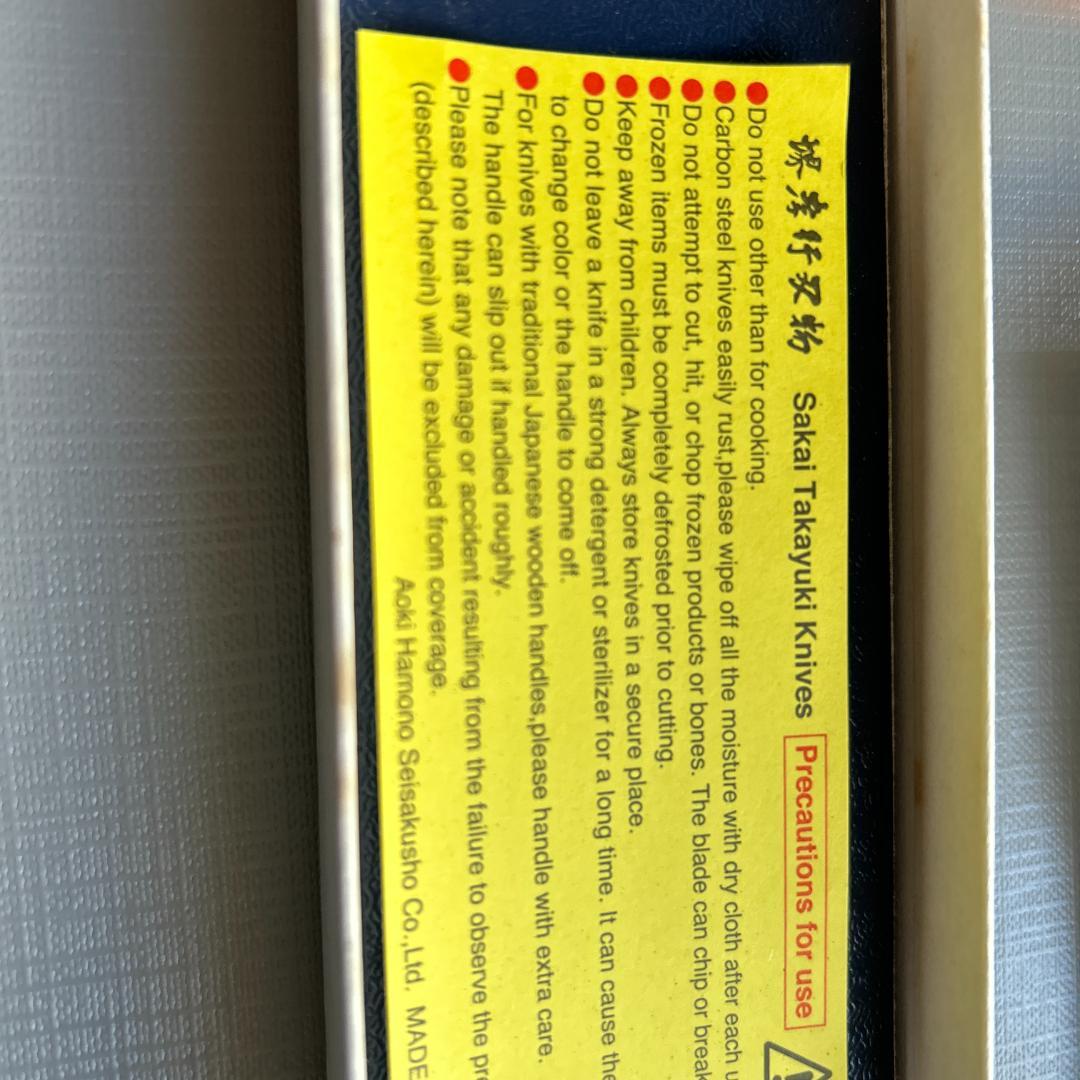 堺孝行刃物 Sakai Takayuki Knives Precautions for use
●Do not use other than for cooking.
●Carbon steel knives easily rust,please wipe off all the moisture with dry cloth after each
●Do not attempt to cut, hit, or chop frozen products or bones. The blade can chip or break
●Frozen items must be completely defrosted prior to cutting.
●Keep away from children. Always store knives in a secure place.
●Do not leave a knife in a strong detergent or sterilizer for a long time. It can cause the
to change color or the handle to come off.
●For knives with traditional Japanese wooden handles,please handle with extra care.
The handle can slip out if handled roughly.
●Please note that any damage or accident resulting from the failure to observe the
(described herein) will be excluded from coverage.
Aoki Hamono Seisakusho Co.,Ltd. MADE